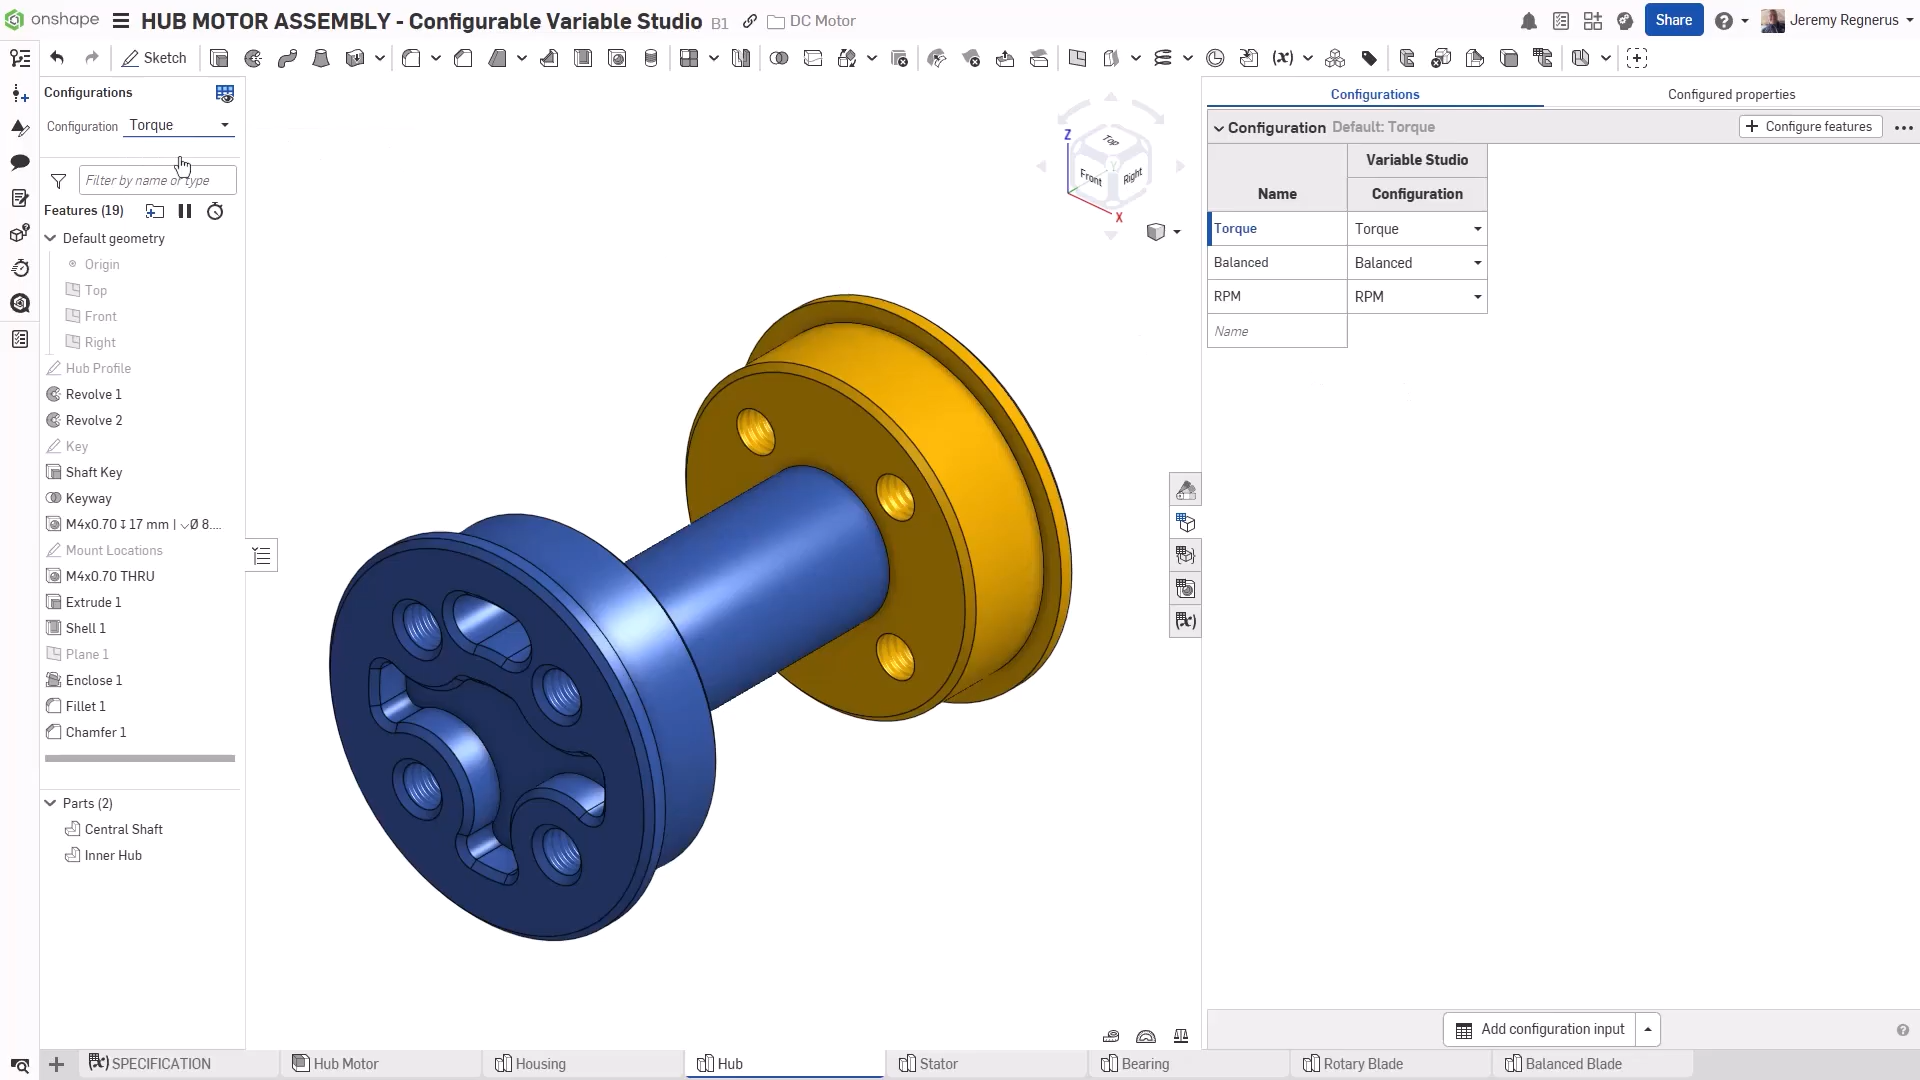 onshape HUB MOTOR ASSEMBLY - Configurable Variable Studio B1 DC Motor Share Jeremy Regnerus
Sketch
Configurations
Configuration Torque
Filter by name or type
Features (19)
Default geometry
Origin
Top
Front
Right
Hub Profile
Revolve 1
Revolve 2
Key
Shaft Key
Keyway
M4x0.70 ↧ 17 mm | ⌵Ø 8....
Mount Locations
M4x0.70 THRU
Extrude 1
Shell 1
Plane 1
Enclose 1
Fillet 1
Chamfer 1
Parts (2)
Central Shaft
Inner Hub
Z
Top
Y
Front
Right
X
Configurations Configured properties
Configuration Default: Torque + Configure features
Variable Studio
Name Configuration
Torque Torque
Balanced Balanced
RPM RPM
Name
Add configuration input
SPECIFICATION Hub Motor Housing Hub Stator Bearing Rotary Blade Balanced Blade